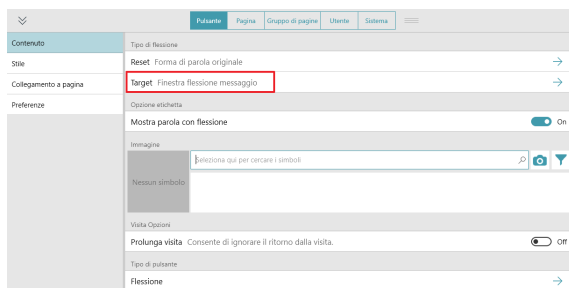 Pulsante Pagina Gruppo di pagine Utente Sistema
Contenuto
Stile
Collegamento a pagina
Preferenze
Tipo di flessione
Reset Forma di parola originale
Target Finestra flessione messaggio
Opzione etichetta
Mostra parola con flessione On
Immagine
Nessun simbolo
Seleziona qui per cercare i simboli
Visita Opzioni
Prolunga visita Consente di ignorare il ritorno dalla visita. Off
Tipo di pulsante
Flessione